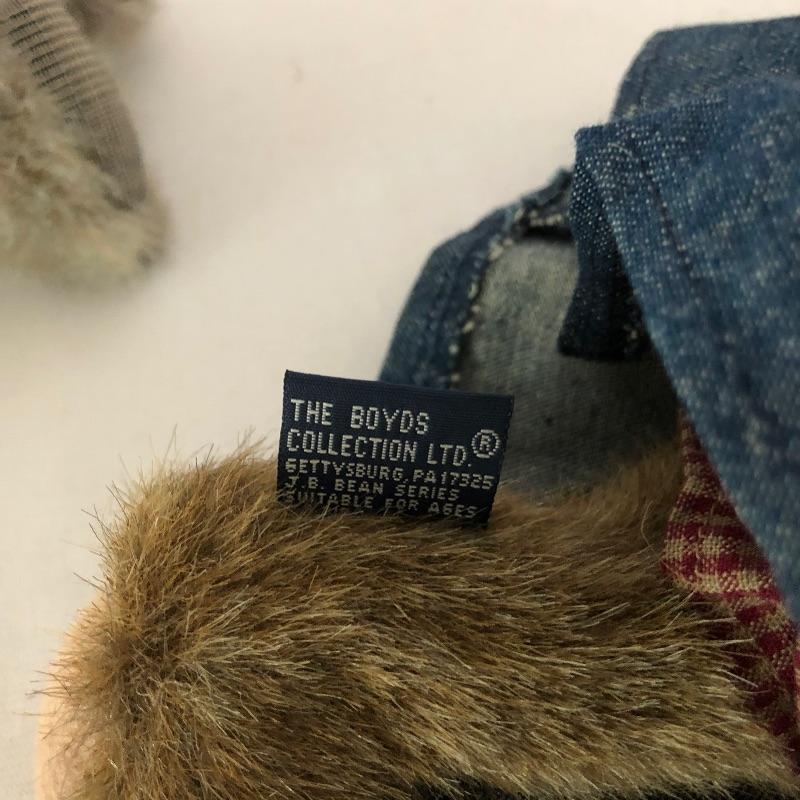 THE BOYDS
COLLECTION LTD.®
GETTYSBURG, PA 17325
J.B. BEAN SERIES
SUITABLE FOR AGES